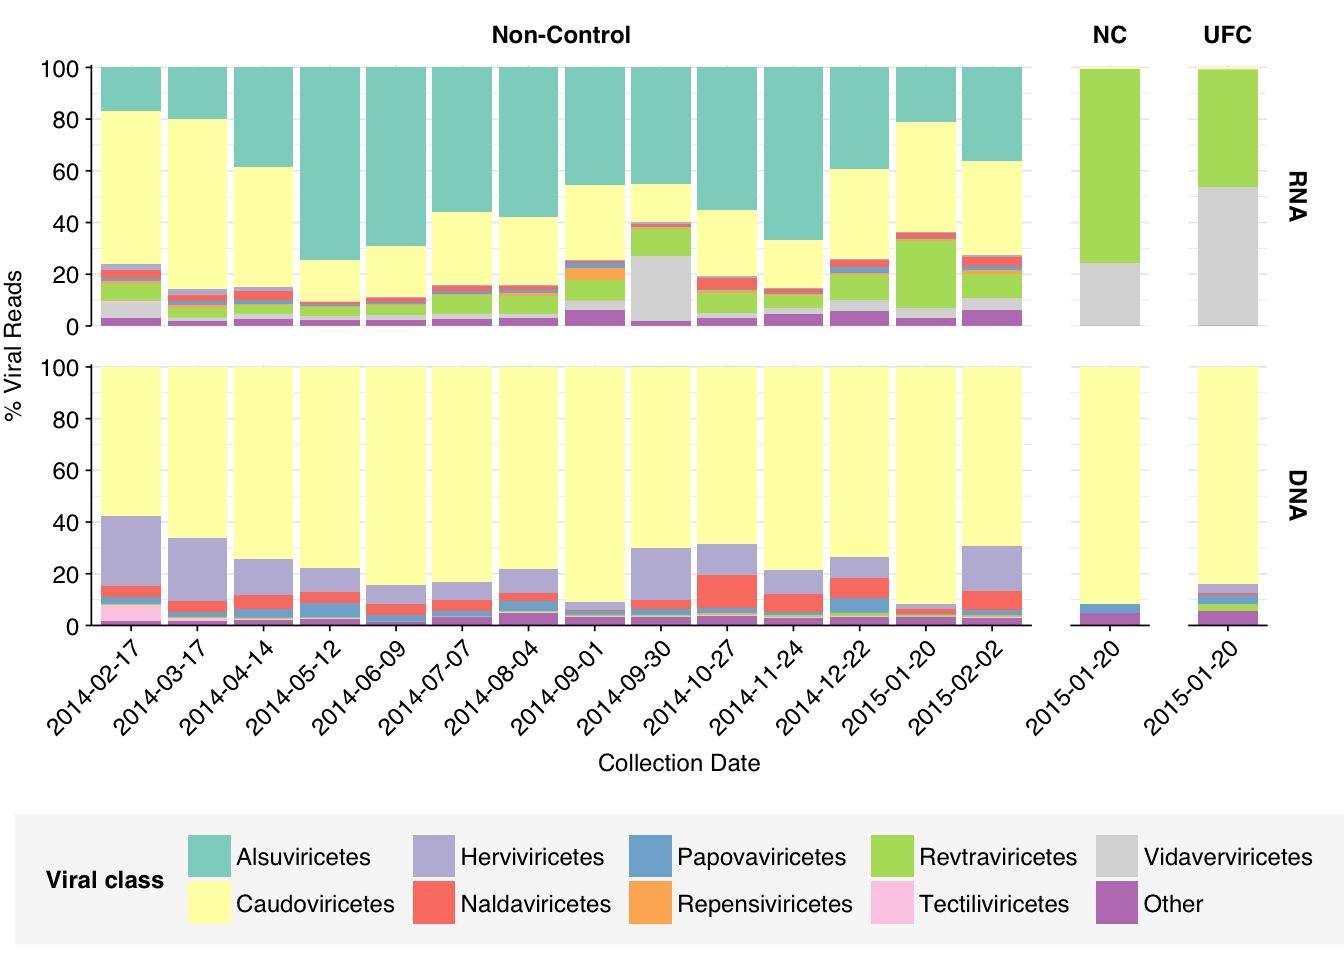 Non-Control NC UFC
100
80
60
40
20
0
RNA
% Viral Reads
100
80
60
40
20
0
DNA
2014-02-17 2014-03-17 2014-04-14 2014-05-12 2014-06-09 2014-07-07 2014-08-04 2014-09-01 2014-09-30 2014-10-27 2014-11-24 2014-12-22 2015-01-20 2015-02-02 2015-01-20 2015-01-20
Collection Date
Viral class
Alsuviricetes Herviviricetes Papovaviricetes Revtraviricetes Vidaverviricetes
Caudoviricetes Naldaviricetes Repensiviricetes Tectiliviricetes Other